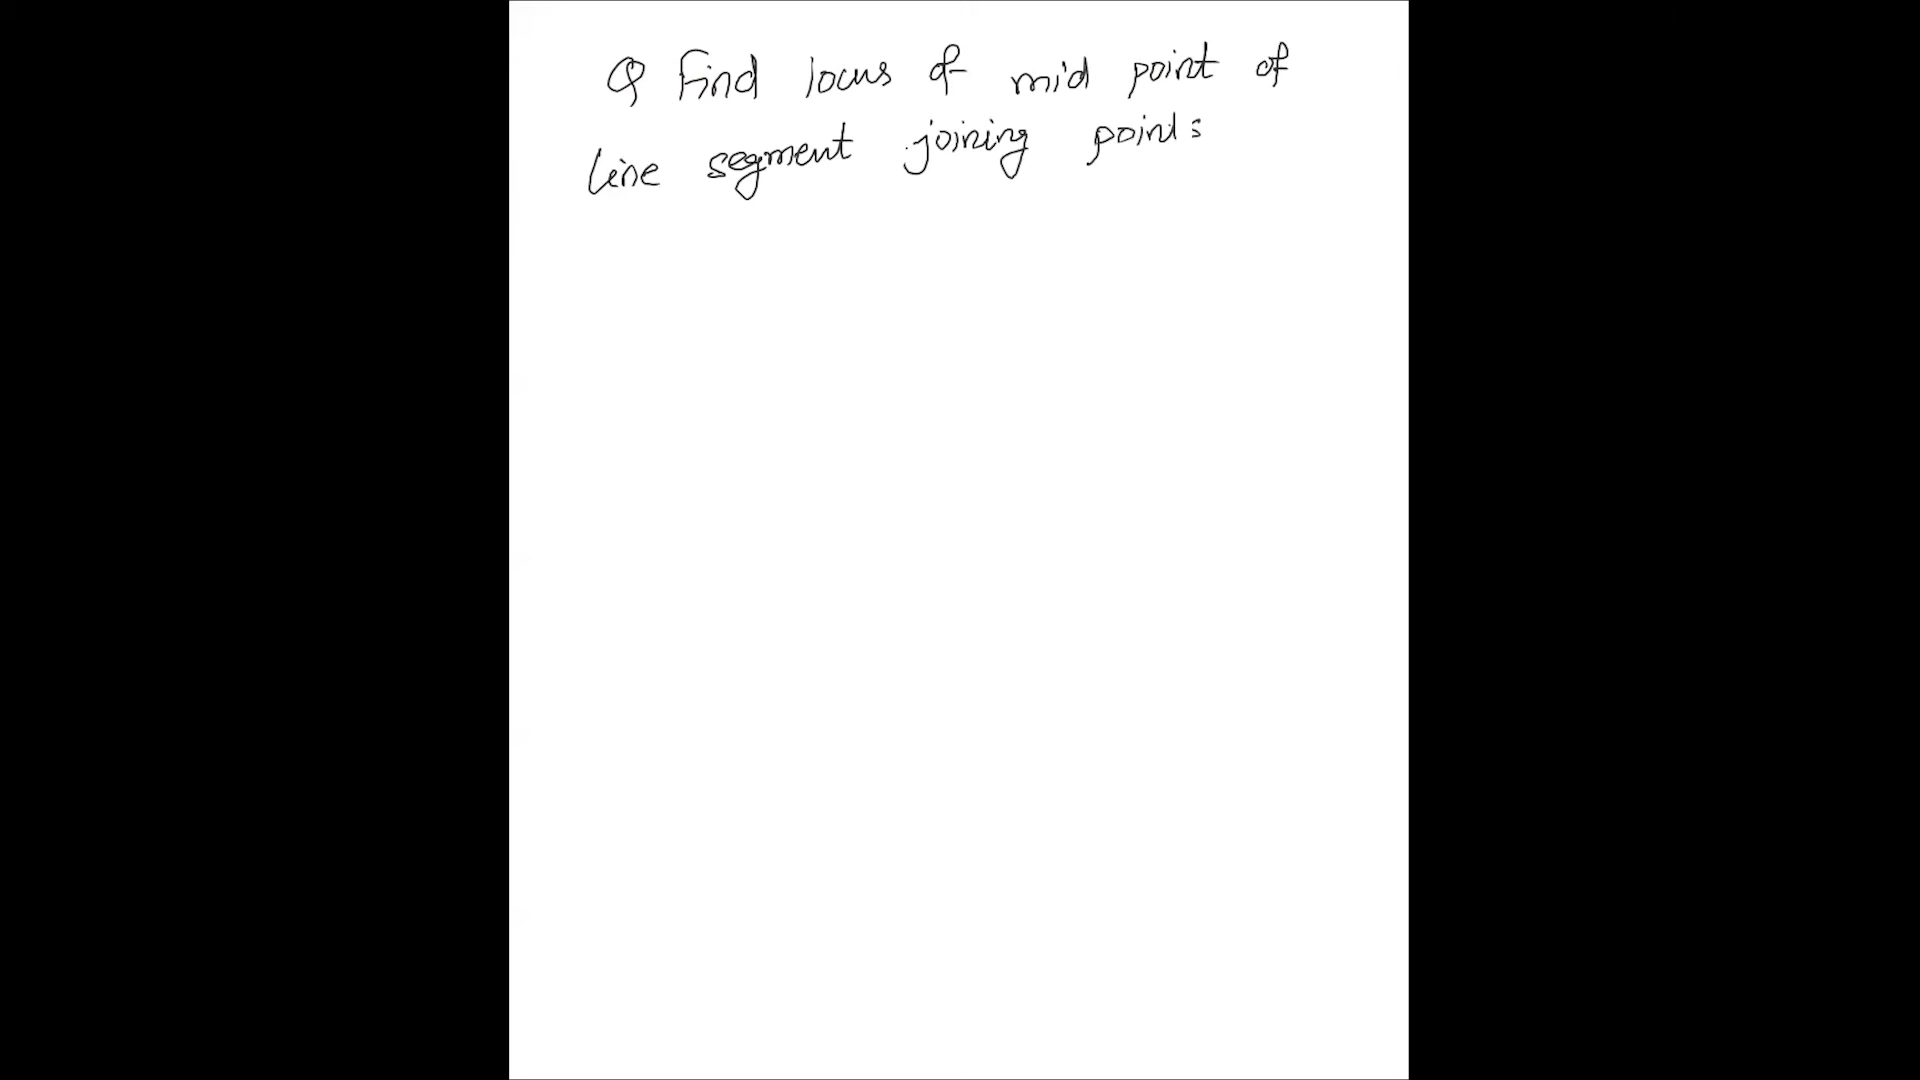 Q Find locus of mid point of
line segment joining points